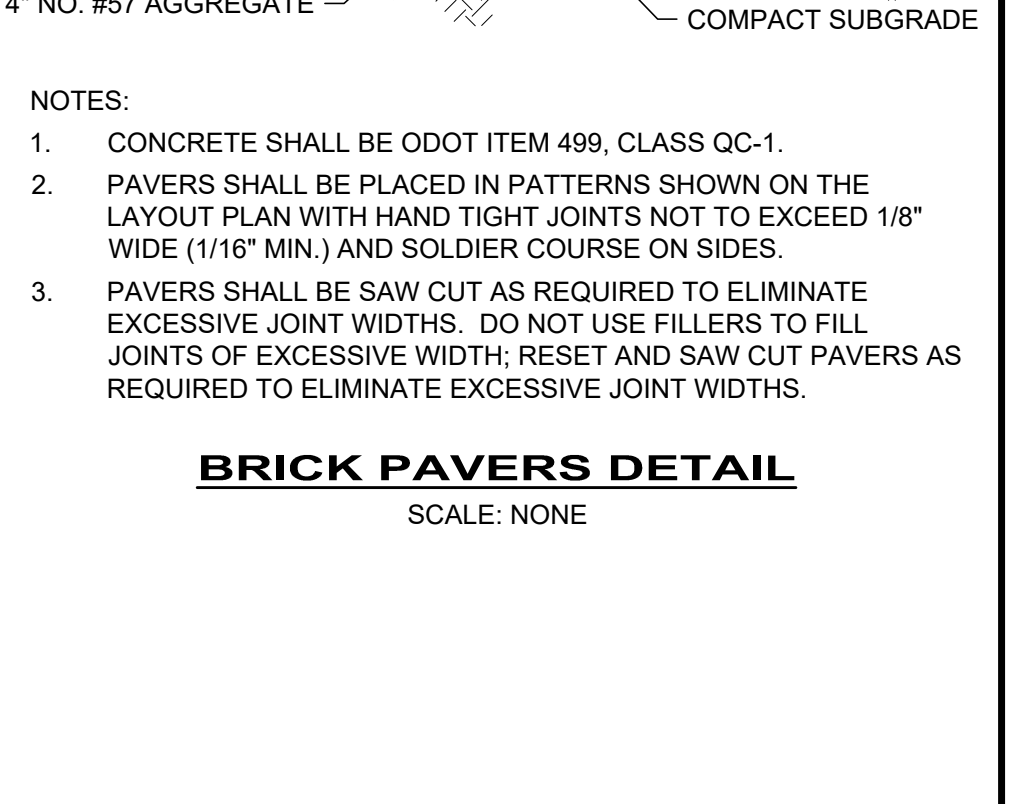 4" NO. #57 AGGREGATE
COMPACT SUBGRADE
NOTES:
1. CONCRETE SHALL BE ODOT ITEM 499, CLASS QC-1.
2. PAVERS SHALL BE PLACED IN PATTERNS SHOWN ON THE
LAYOUT PLAN WITH HAND TIGHT JOINTS NOT TO EXCEED 1/8"
WIDE (1/16" MIN.) AND SOLDIER COURSE ON SIDES.
3. PAVERS SHALL BE SAW CUT AS REQUIRED TO ELIMINATE
EXCESSIVE JOINT WIDTHS. DO NOT USE FILLERS TO FILL
JOINTS OF EXCESSIVE WIDTH; RESET AND SAW CUT PAVERS AS
REQUIRED TO ELIMINATE EXCESSIVE JOINT WIDTHS.
BRICK PAVERS DETAIL
SCALE: NONE